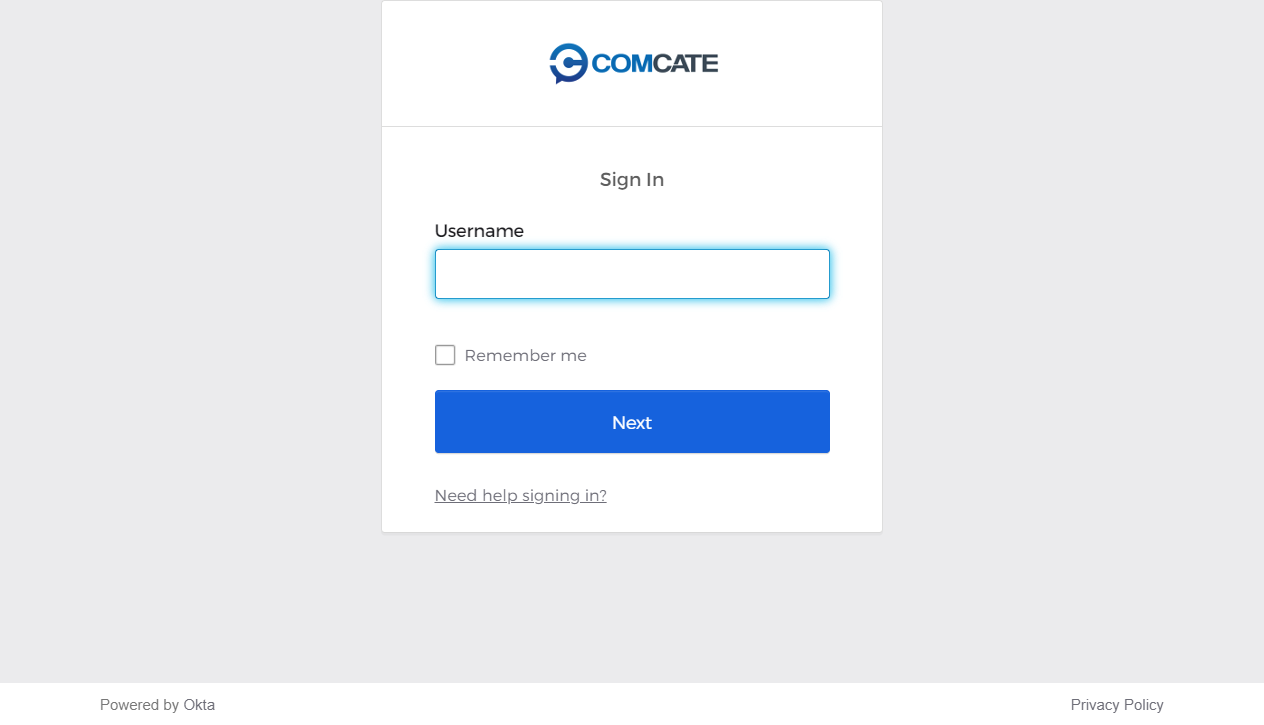 COMCATE
Sign In
Username
Remember me
Next
Need help signing in?
Powered by Okta
Privacy Policy